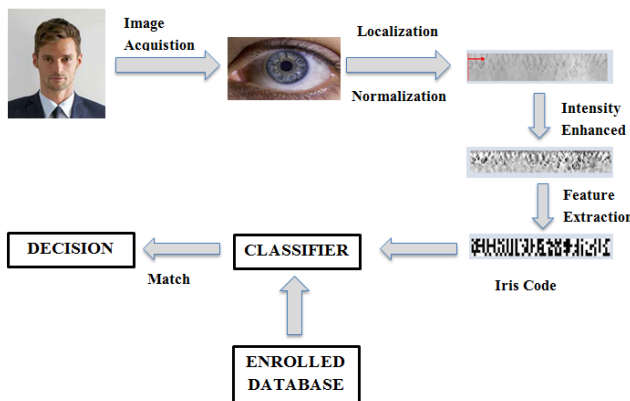 Image
Acquistion
Localization
Normalization
Intensity
Enhanced
Feature
Extraction
Iris Code
CLASSIFIER
Match
DECISION
ENROLLED
DATABASE